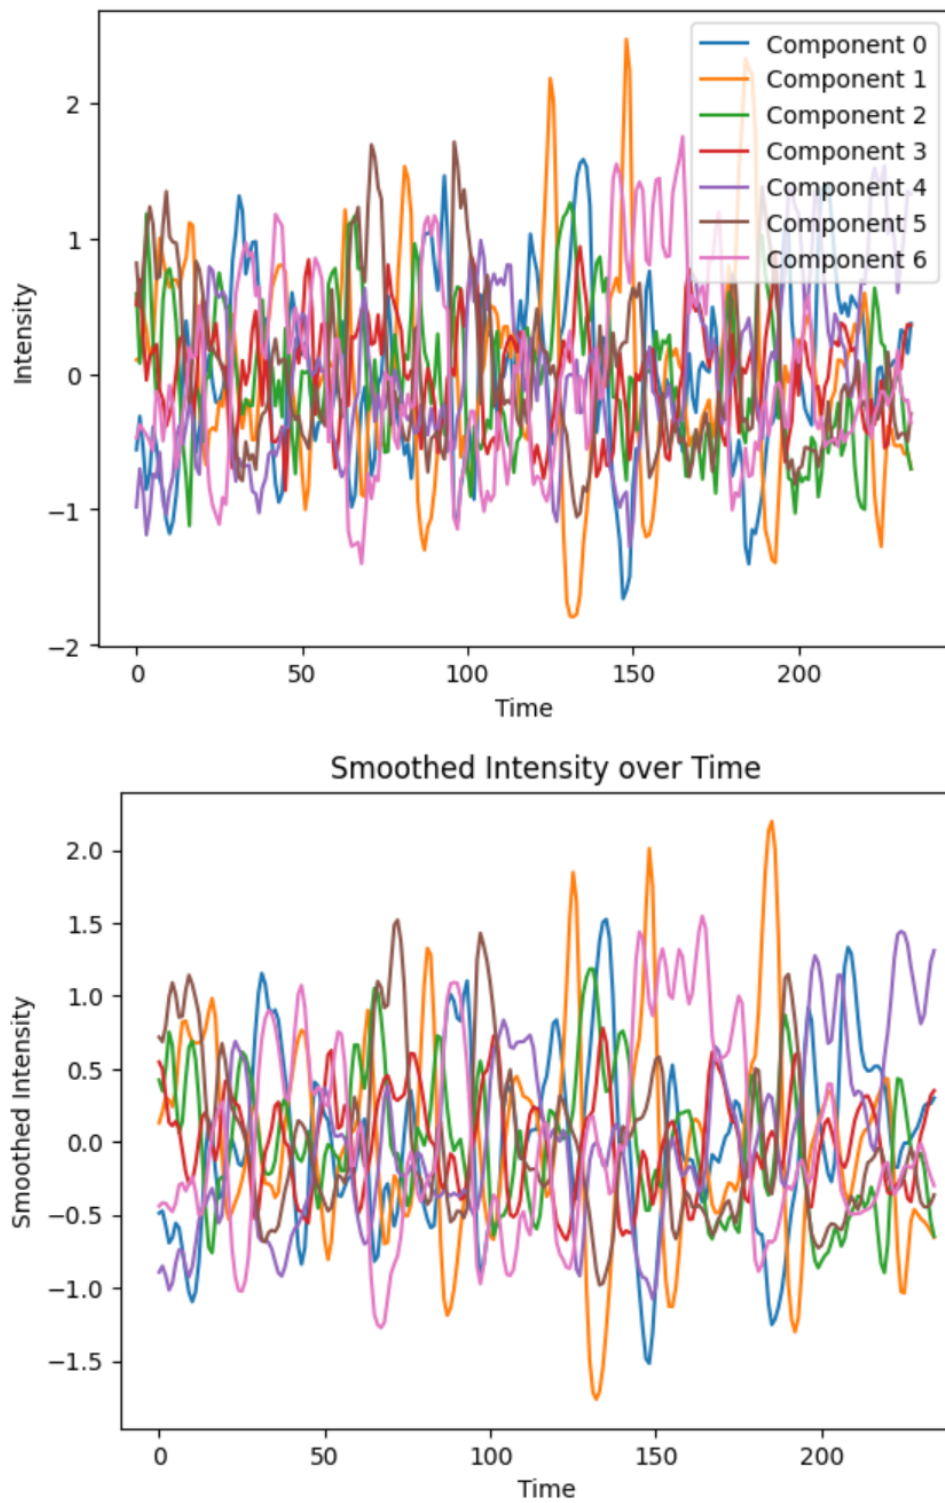 Component 0
Component 1
Component 2
Component 3
Component 4
Component 5
Component 6
2
1
0
−1
−2
Intensity
0 50 100 150 200
Time
Smoothed Intensity over Time
2.0
1.5
1.0
0.5
0.0
−0.5
−1.0
−1.5
Smoothed Intensity
0 50 100 150 200
Time